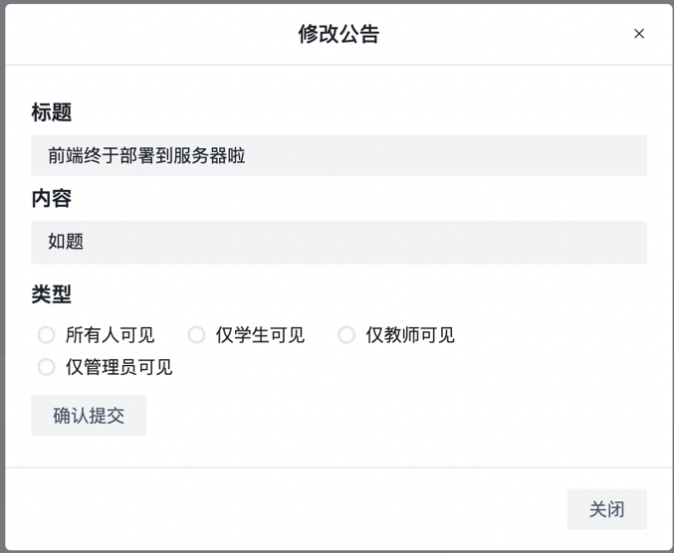 修改公告
×
标题
前端终于部署到服务器啦
内容
如题
类型
所有人可见 仅学生可见 仅教师可见
仅管理员可见
确认提交
关闭